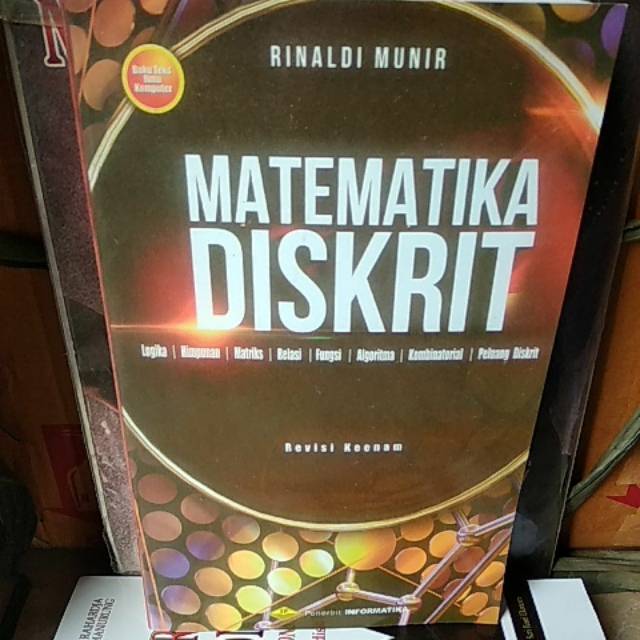 RINALDI MUNIR
Buku Teks
Ilmu
Komputer
MATEMATIKA
DISKRIT
Logika | Himpunan | Matriks | Relasi | Fungsi | Algoritma | Kombinatorial | Peluang Diskrit
Revisi Keenam
Penerbit INFORMATIKA
MANURUNG